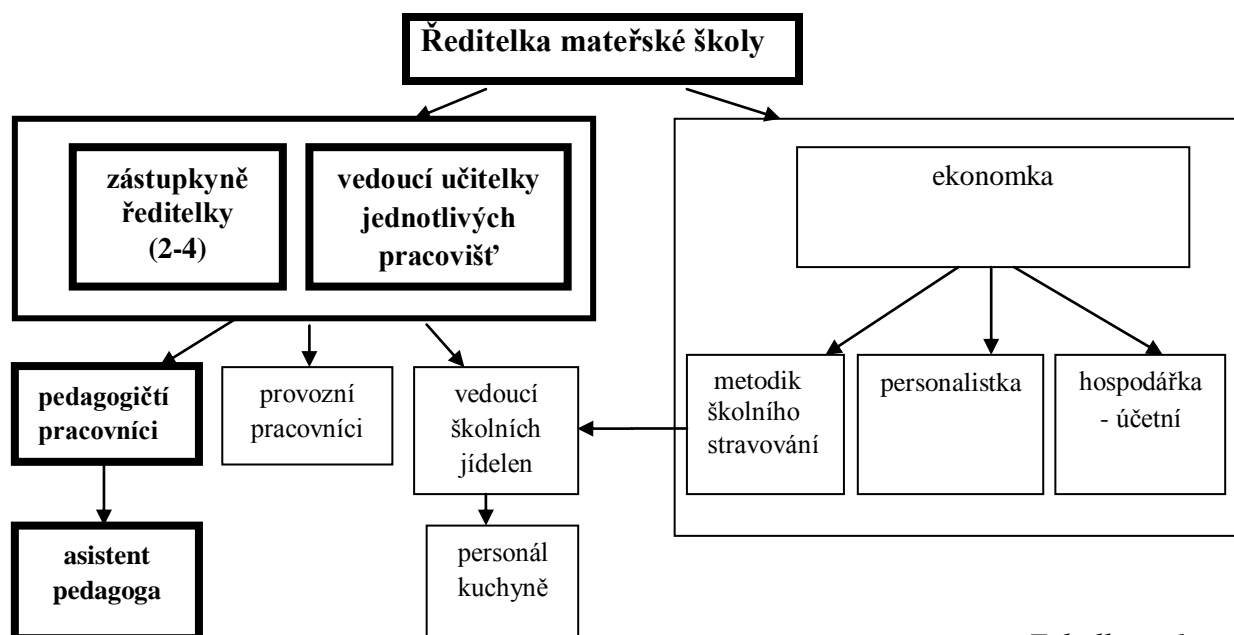 Ředitelka mateřské školy
zástupkyně
ředitelky
(2-4)
vedoucí učitelky
jednotlivých
pracovišť
ekonomka
pedagogičtí
pracovníci
provozní
pracovníci
vedoucí
školních
jídelen
metodik
školního
stravování
personalistka
hospodářka
- účetní
asistent
pedagoga
personál
kuchyně